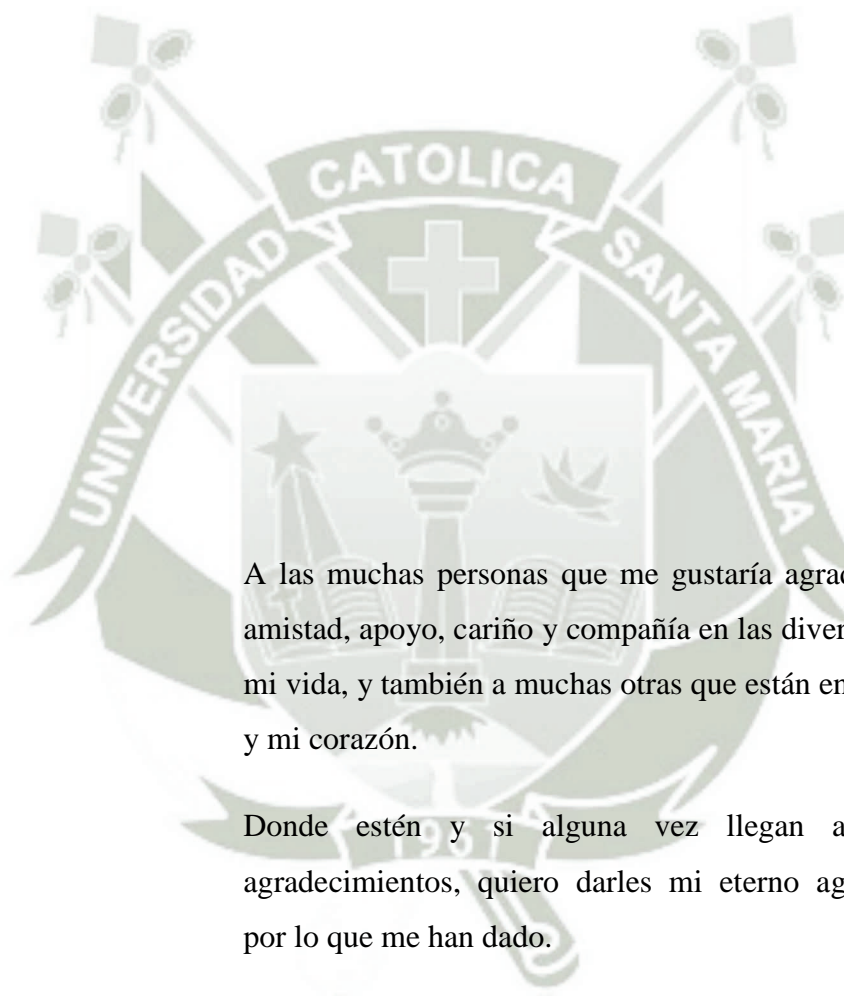 UNIVERSIDAD CATOLICA SANTA MARIA
A las muchas personas que me gustaría
amistad, apoyo, cariño y compañía en las
mi vida, y también a muchas otras que están en
y mi corazón.
Donde estén y si alguna vez llegan a
agradecimientos, quiero darles mi eterno
por lo que me han dado.
1961